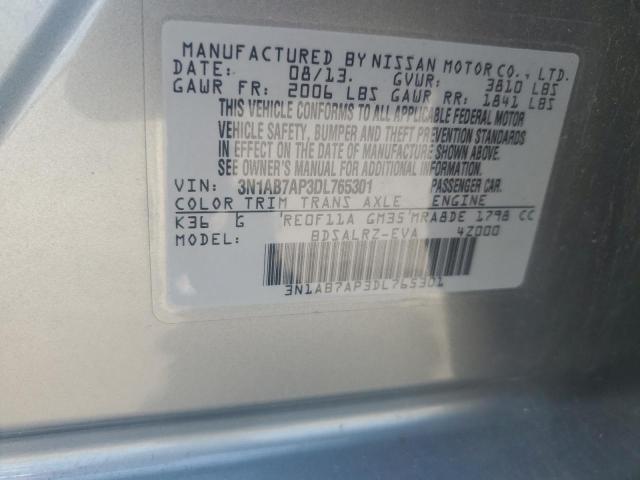 MANUFACTURED BY NISSAN MOTOR CO., LTD.
DATE: 08/13. GVWR: 3810 LBS
GAWR FR: 2006 LBS GAWR RR: 1841 LBS
THIS VEHICLE CONFORMS TO ALL APPLICABLE FEDERAL MOTOR
VEHICLE SAFETY, BUMPER AND THEFT PREVENTION STANDARDS
IN EFFECT ON THE DATE OF MANUFACTURE SHOWN ABOVE.
SEE OWNER'S MANUAL FOR
VIN: 3N1AB7AP3DL765301 PASSENGER CAR.
COLOR TRIM TRANS AXLE ENGINE
K36 G RE0F11A GM35 MRA8DE 1798 CC
MODEL: BDSALRZ-EVA 4Z000
3N1AB7AP3DL765301